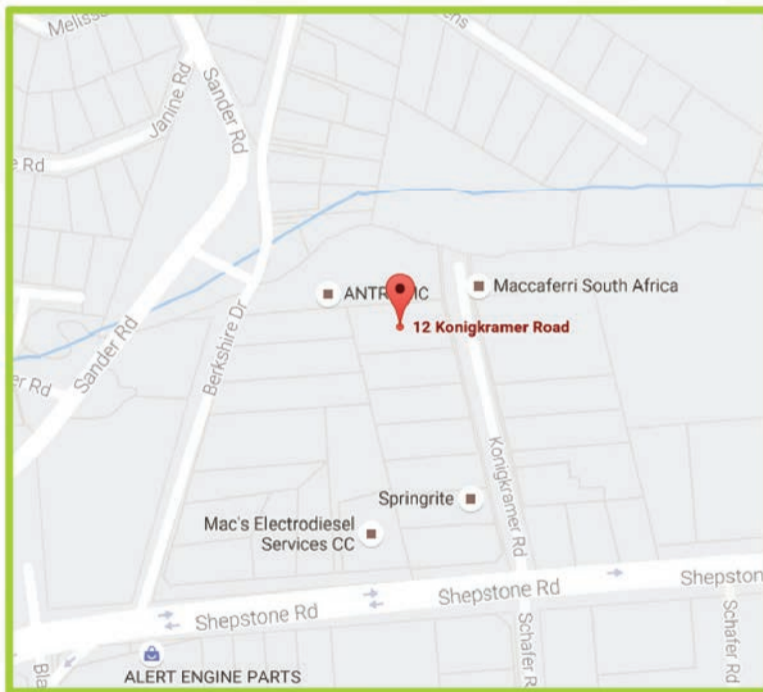 Meliss
ens
Janine Rd
Sander Rd
e Rd
ANTR IC
Maccaferri South Africa
12 Konigkramer Road
Sander Rd
Berkshire Dr
er Rd
Konigkramer Rd
Springrite
Mac's Electrodiesel
Services CC
Shepstone Rd
Shepstone Rd
Shepston
Schafer R
Schafer Rd
Bla
ALERT ENGINE PARTS